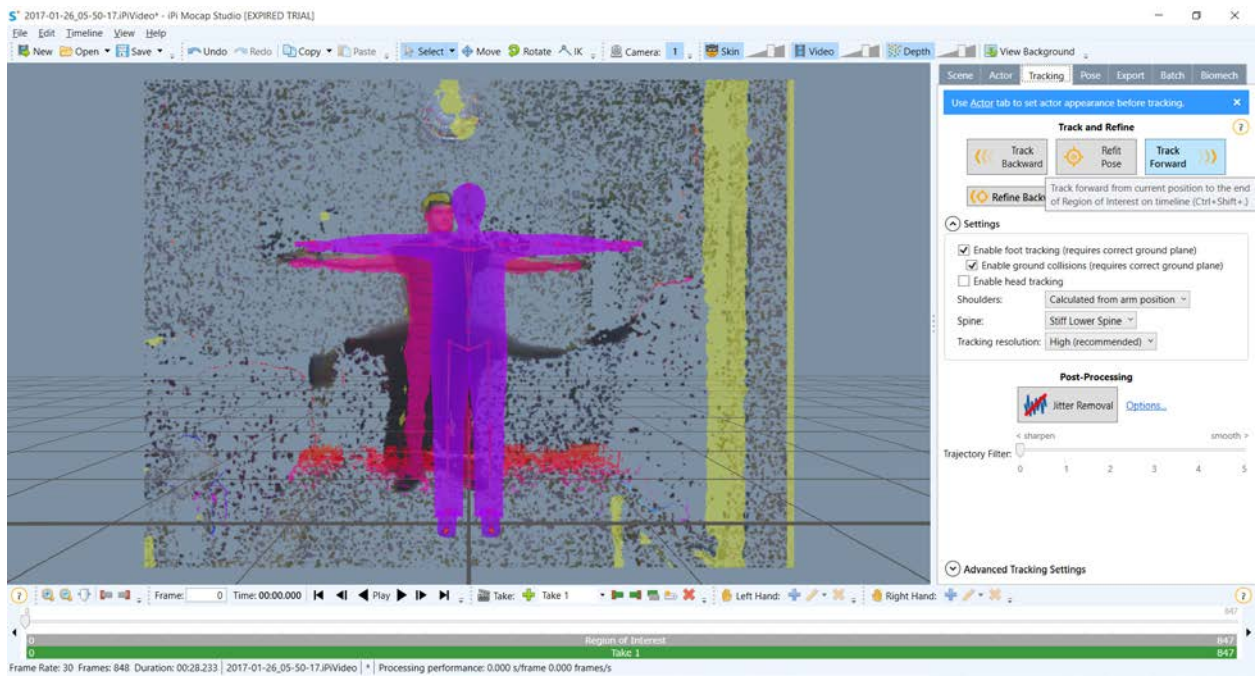 2017-01-26_05-50-17.iPiVideo* - iPi Mocap Studio [EXPIRED TRIAL]
File Edit Timeline View Help
New Open Save Undo Redo Copy Paste Select Move Rotate IK Camera: 1 Skin Video Depth View Background
Scene Actor Tracking Pose Export Batch Biomech
Use Actor tab to set actor appearance before tracking.
Track and Refine
Track Backward
Refit Pose
Track Forward
Refine Back
Track forward from current position to the end
of Region of Interest on timeline (Ctrl+Shift+.)
Settings
Enable foot tracking (requires correct ground plane)
Enable ground collisions (requires correct ground plane)
Enable head tracking
Shoulders: Calculated from arm position
Spine: Stiff Lower Spine
Tracking resolution: High (recommended)
Post-Processing
Jitter Removal Options...
< sharpen smooth >
Trajectory Filter:
0 1 2 3 4 5
Advanced Tracking Settings
Frame: 0 Time: 00:00.000 Play Take: Take 1 Left Hand: Right Hand:
847
0 Region of Interest 847
0 Take 1 847
Frame Rate: 30 Frames: 848 Duration: 00:28.233 2017-01-26_05-50-17.iPiVideo * Processing performance: 0.000 s/frame 0.000 frames/s